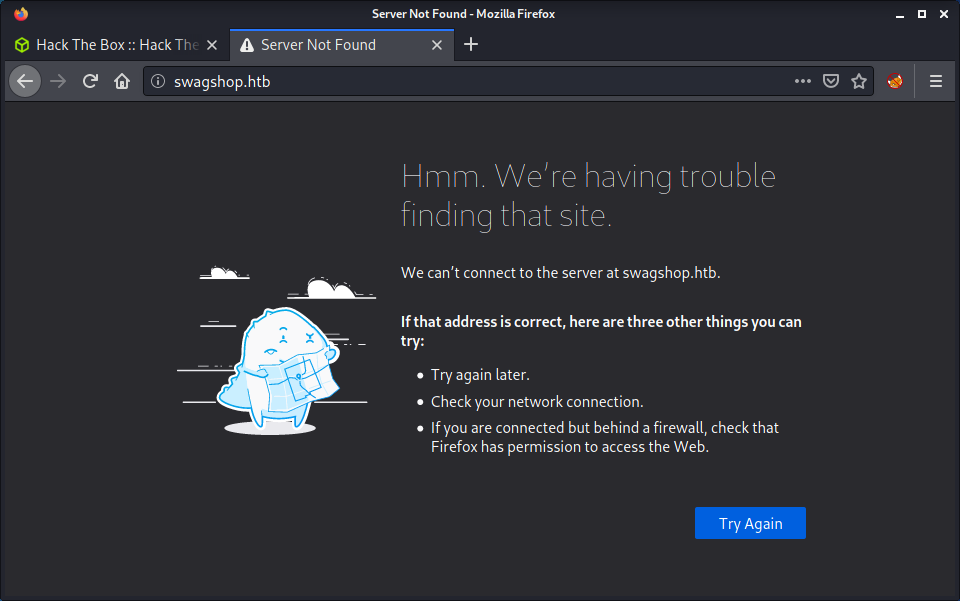 Server Not Found - Mozilla Firefox
Hack The Box :: Hack The
Server Not Found
swagshop.htb
Hmm. We’re having trouble
finding that site.
We can’t connect to the server at swagshop.htb.
If that address is correct, here are three other things you can
try:
Try again later.
Check your network connection.
If you are connected but behind a firewall, check that
Firefox has permission to access the Web.
Try Again